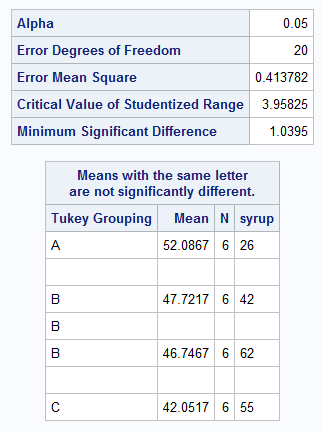 Alpha 0.05
Error Degrees of Freedom 20
Error Mean Square 0.413782
Critical Value of Studentized Range 3.95825
Minimum Significant Difference 1.0395
Means with the same letter
are not significantly different.
Tukey Grouping Mean N syrup
A 52.0867 6 26
B 47.7217 6 42
B
B 46.7467 6 62
C 42.0517 6 55